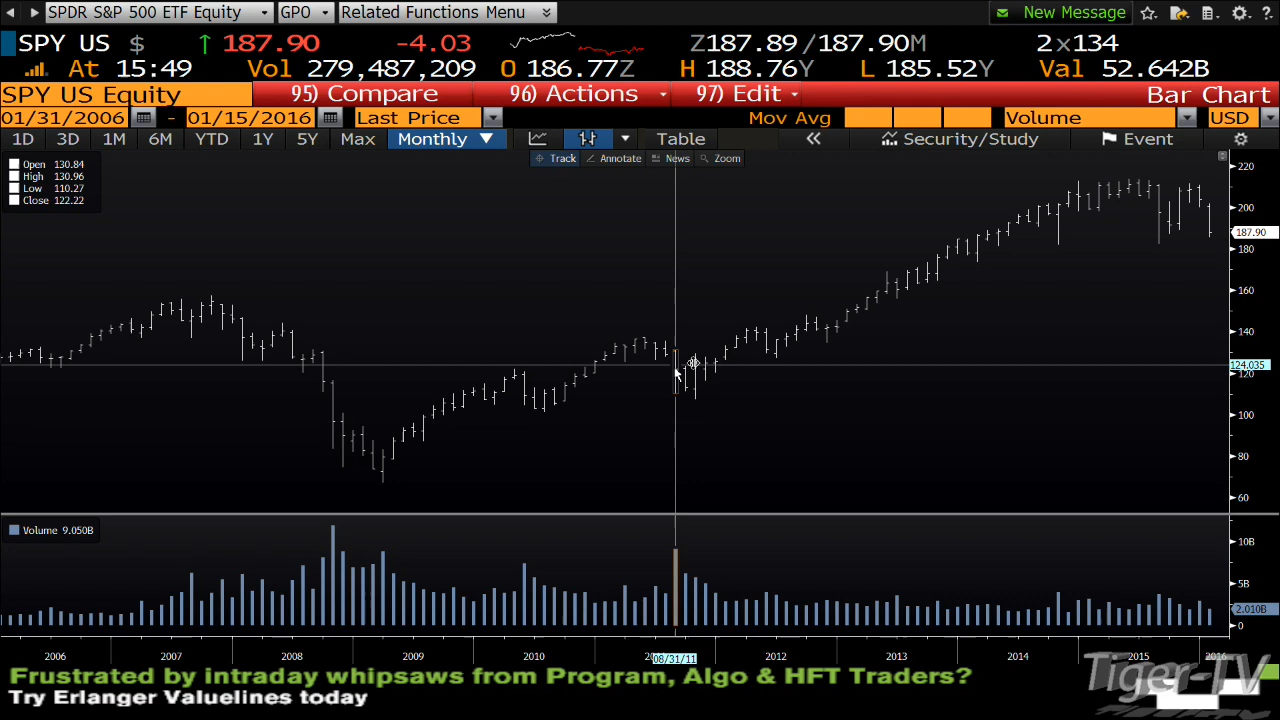 SPDR S&P 500 ETF Equity GPO Related Functions Menu New Message
SPY US $ ↑ 187.90 -4.03 Z187.89 /187.90M 2 x134
At 15:49 Vol 279,487,209 O 186.77Z H 188.76Y L 185.52Y Val 52.642B
SPY US Equity 95) Compare 96) Actions 97) Edit Bar Chart
01/31/2006 - 01/15/2016 Last Price Mov Avg Volume USD
1D 3D 1M 6M YTD 1Y 5Y Max Monthly Table Security/Study Event
Track Annotate News Zoom
Open 130.84
High 130.96
Low 110.27
Close 122.22
220
200
187.90
180
160
140
124.035
120
100
80
60
Volume 9.050B
10B
5B
2.010B
0
2006 2007 2008 2009 2010 08/31/11 2012 2013 2014 2015 2016
Frustrated by intraday whipsaws from Program, Algo & HFT Traders?
Try Erlanger Valuelines today
Tiger-TV